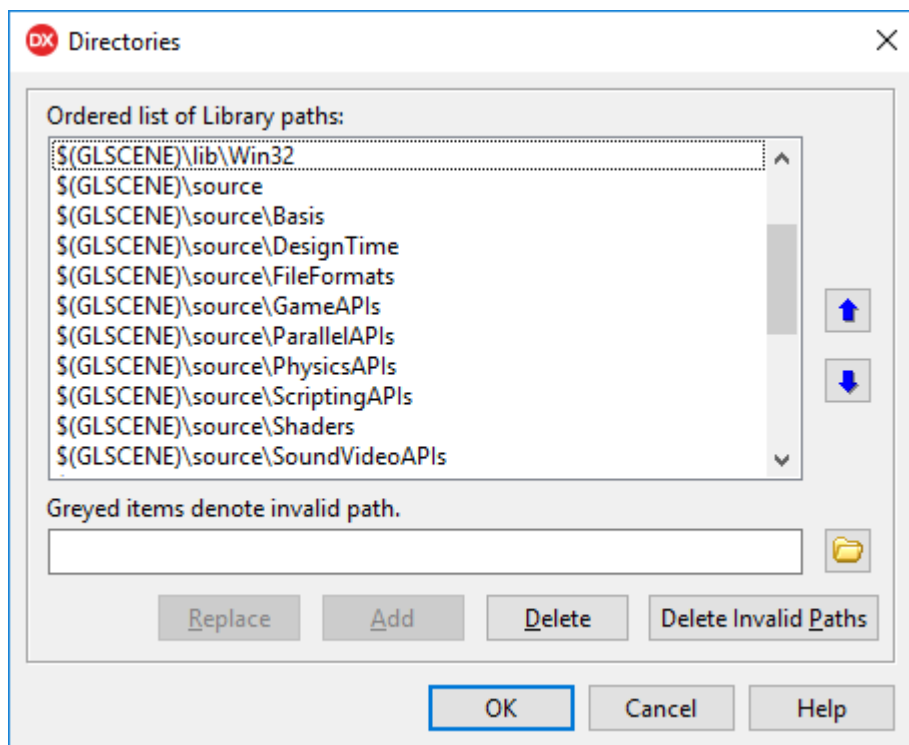 DX Directories
Ordered list of Library paths:
$(GLSCENE)\lib\Win32
$(GLSCENE)\source
$(GLSCENE)\source\Basis
$(GLSCENE)\source\DesignTime
$(GLSCENE)\source\FileFormats
$(GLSCENE)\source\GameAPIs
$(GLSCENE)\source\ParallelAPIs
$(GLSCENE)\source\PhysicsAPIs
$(GLSCENE)\source\ScriptingAPIs
$(GLSCENE)\source\Shaders
$(GLSCENE)\source\SoundVideoAPIs
Greyed items denote invalid path.
Replace Add Delete Delete Invalid Paths
OK Cancel Help